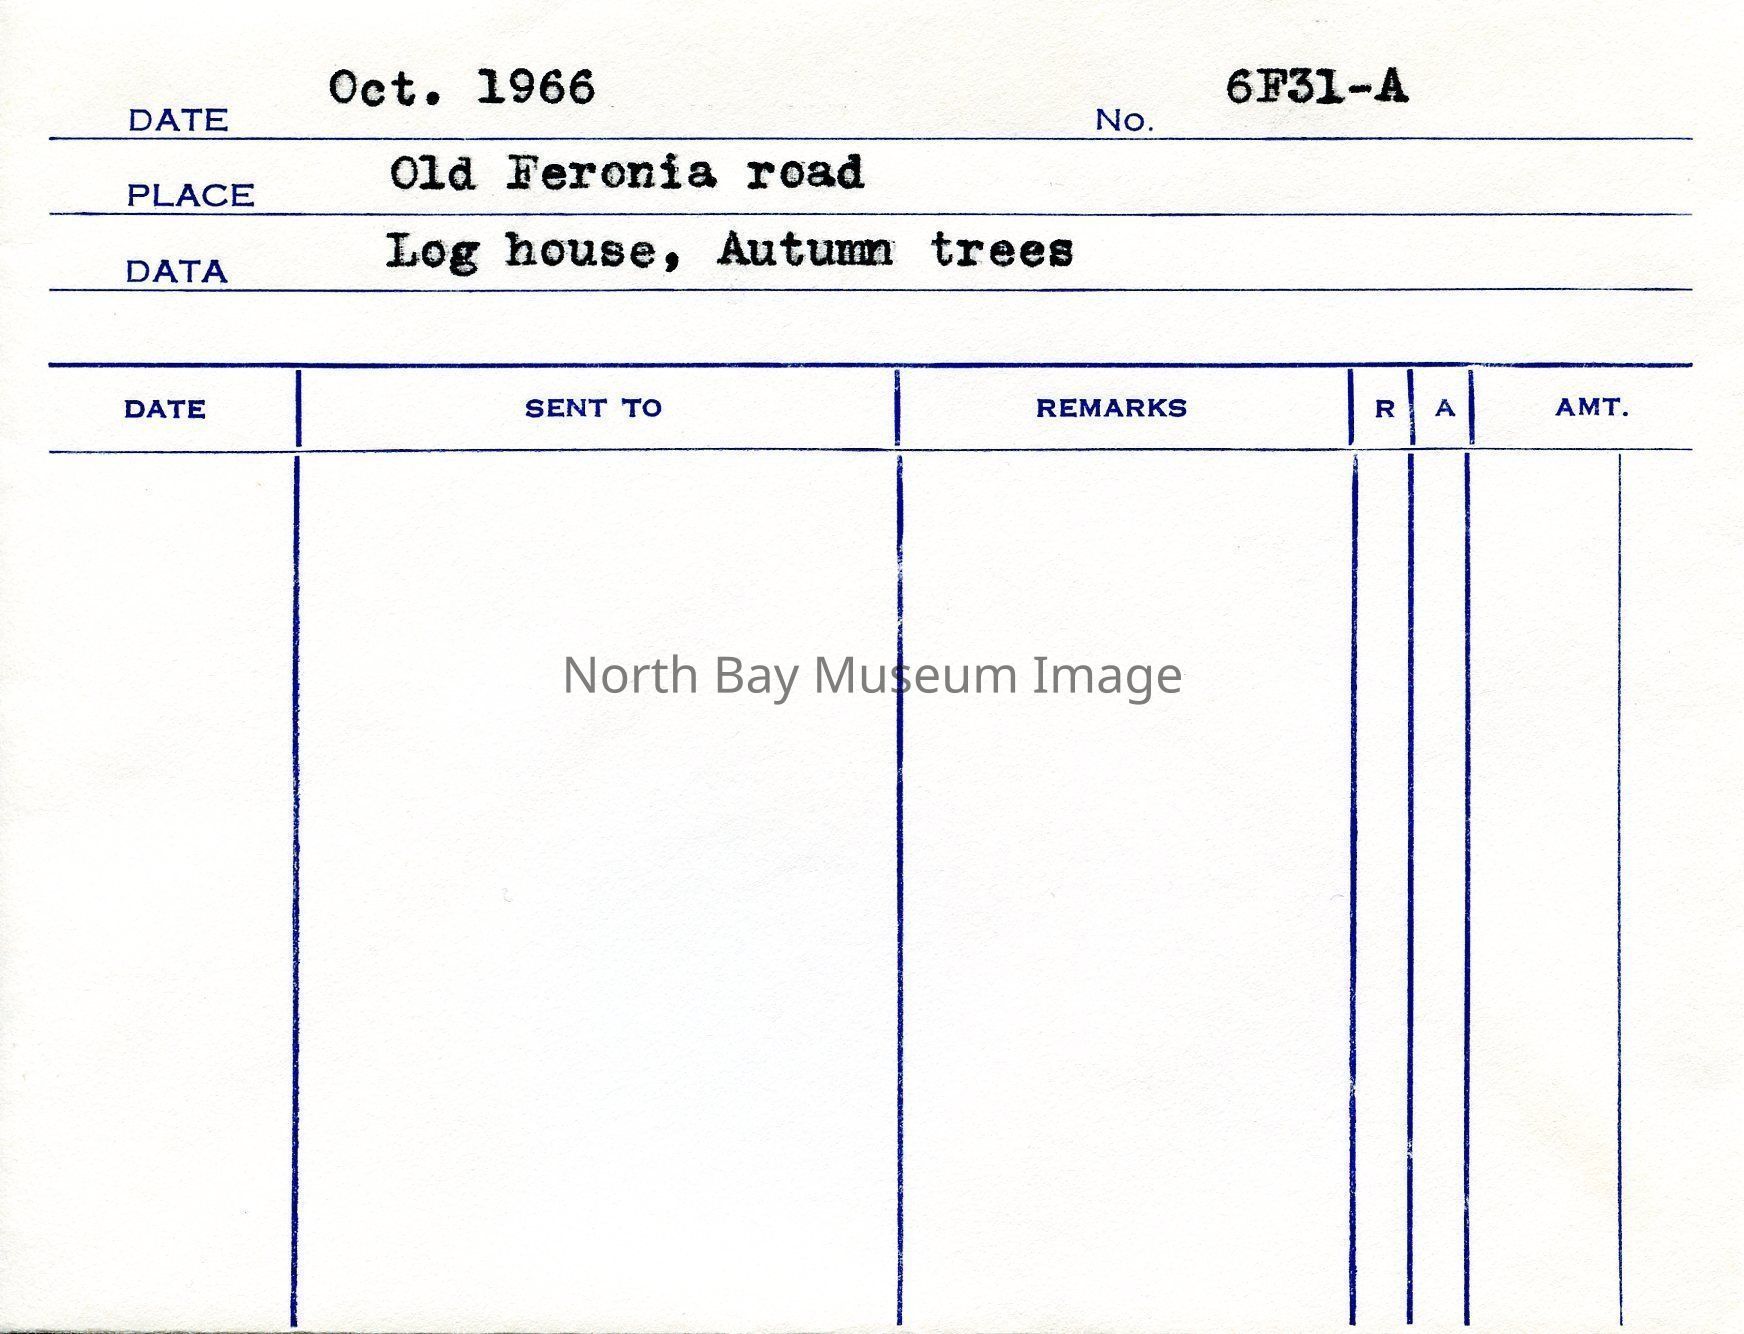 DATE Oct. 1966 No. 6F31-A
PLACE Old Feronia road
DATA Log house, Autumn trees
DATE SENT TO REMARKS R A AMT.
North Bay Museum Image